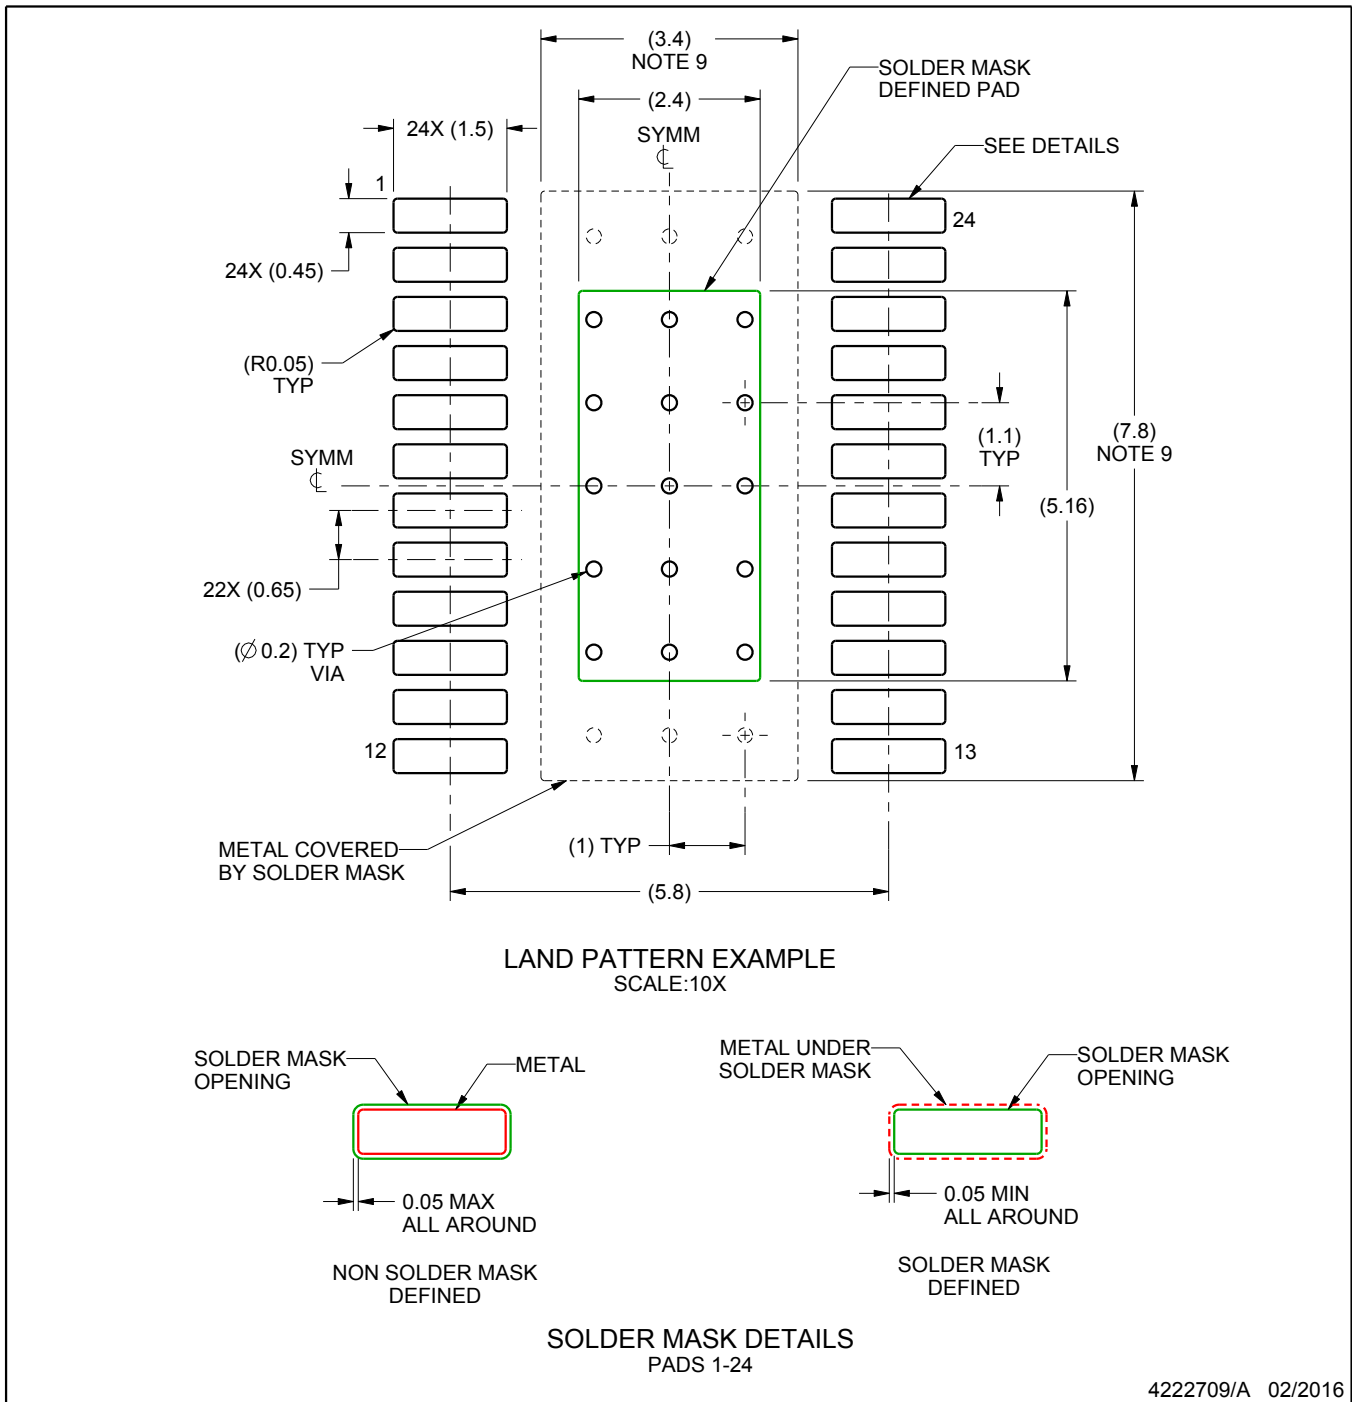 (3.4)
NOTE 9
SOLDER MASK
DEFINED PAD
(2.4)
24X (1.5)
SYMM
SEE DETAILS
1
24
24X (0.45)
(R0.05)
TYP
(1.1)
TYP
(7.8)
NOTE 9
SYMM
(5.16)
22X (0.65)
(Ø 0.2) TYP
VIA
12
13
METAL COVERED
BY SOLDER MASK
(1) TYP
(5.8)
LAND PATTERN EXAMPLE
SCALE:10X
SOLDER MASK
OPENING
METAL
METAL UNDER
SOLDER MASK
SOLDER MASK
OPENING
0.05 MAX
ALL AROUND
0.05 MIN
ALL AROUND
NON SOLDER MASK
DEFINED
SOLDER MASK
DEFINED
SOLDER MASK DETAILS
PADS 1-24
4222709/A 02/2016